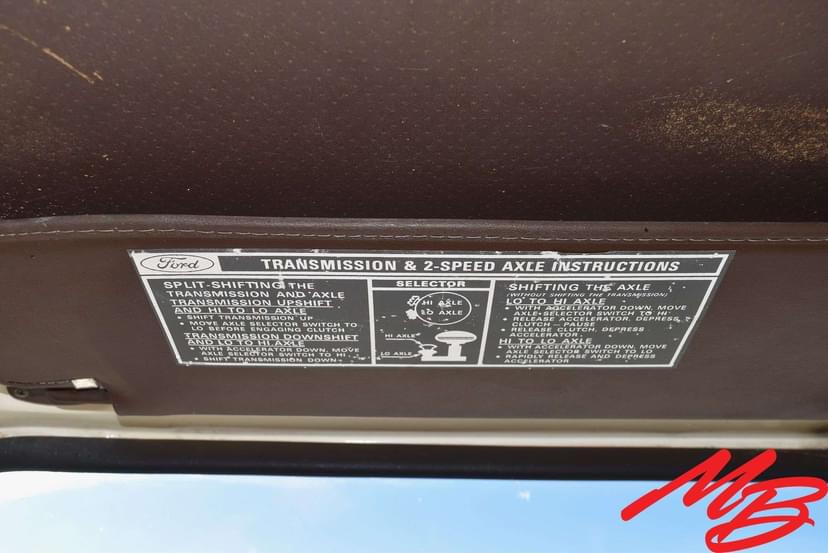 Ford
TRANSMISSION & 2-SPEED AXLE INSTRUCTIONS
SPLIT-SHIFTING THE
TRANSMISSION AND AXLE
TRANSMISSION UPSHIFT
AND HI TO LO AXLE
• SHIFT TRANSMISSION UP
• MOVE AXLE SELECTOR SWITCH TO
LO BEFORE ENGAGING CLUTCH
TRANSMISSION DOWNSHIFT
AND LO TO HI AXLE
• WITH ACCELERATOR DOWN, MOVE
AXLE SELECTOR SWITCH TO HI
• SHIFT TRANSMISSION DOWN
SELECTOR
HI AXLE
LO AXLE
HI AXLE
LO AXLE
SHIFTING THE AXLE
(WITHOUT SHIFTING THE TRANSMISSION)
LO TO HI AXLE
• WITH ACCELERATOR DOWN, MOVE
AXLE SELECTOR SWITCH TO HI
• RELEASE ACCELERATOR, DEPRESS
CLUTCH – PAUSE
• RELEASE CLUTCH, DEPRESS
ACCELERATOR
HI TO LO AXLE
• WITH ACCELERATOR DOWN, MOVE
AXLE SELECTOR SWITCH TO LO
• RAPIDLY RELEASE AND DEPRESS
ACCELERATOR
MB